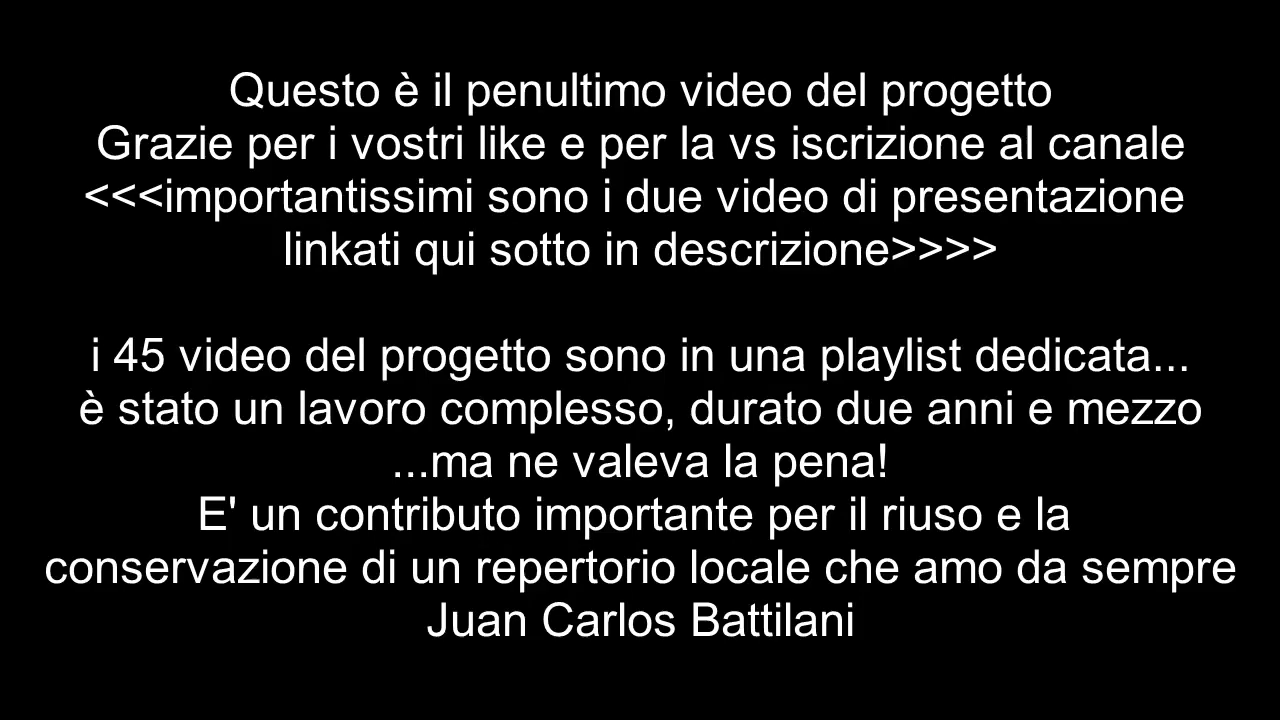 Questo è il penultimo video del progetto
Grazie per i vostri like e per la vs iscrizione al canale
<<<importantissimi sono i due video di presentazione
linkati qui sotto in descrizione>>>>
i 45 video del progetto sono in una playlist dedicata...
è stato un lavoro complesso, durato due anni e mezzo
...ma ne valeva la pena!
E' un contributo importante per il riuso e la
conservazione di un repertorio locale che amo da sempre
Juan Carlos Battilani